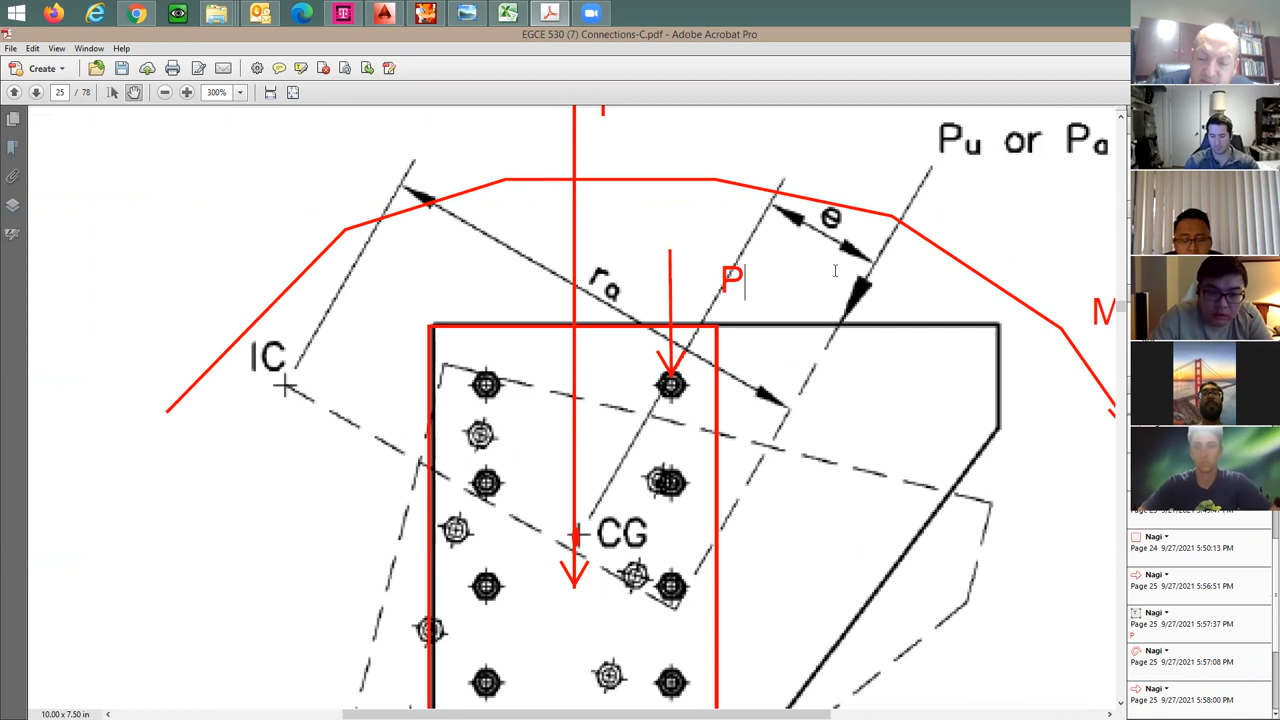 EGCE 530 (7) Connections-C.pdf - Adobe Acrobat Pro
File Edit View Window Help
Create
25 / 78 300%
Pu or Pa
e
ra
P
M
IC
CG
Nagi
Page 24 9/27/2021 5:50:13 PM
Nagi
Page 25 9/27/2021 5:56:51 PM
Nagi
Page 25 9/27/2021 5:57:37 PM
P
Nagi
Page 25 9/27/2021 5:57:08 PM
Nagi
Page 25 9/27/2021 5:58:00 PM
10.00 x 7.50 in